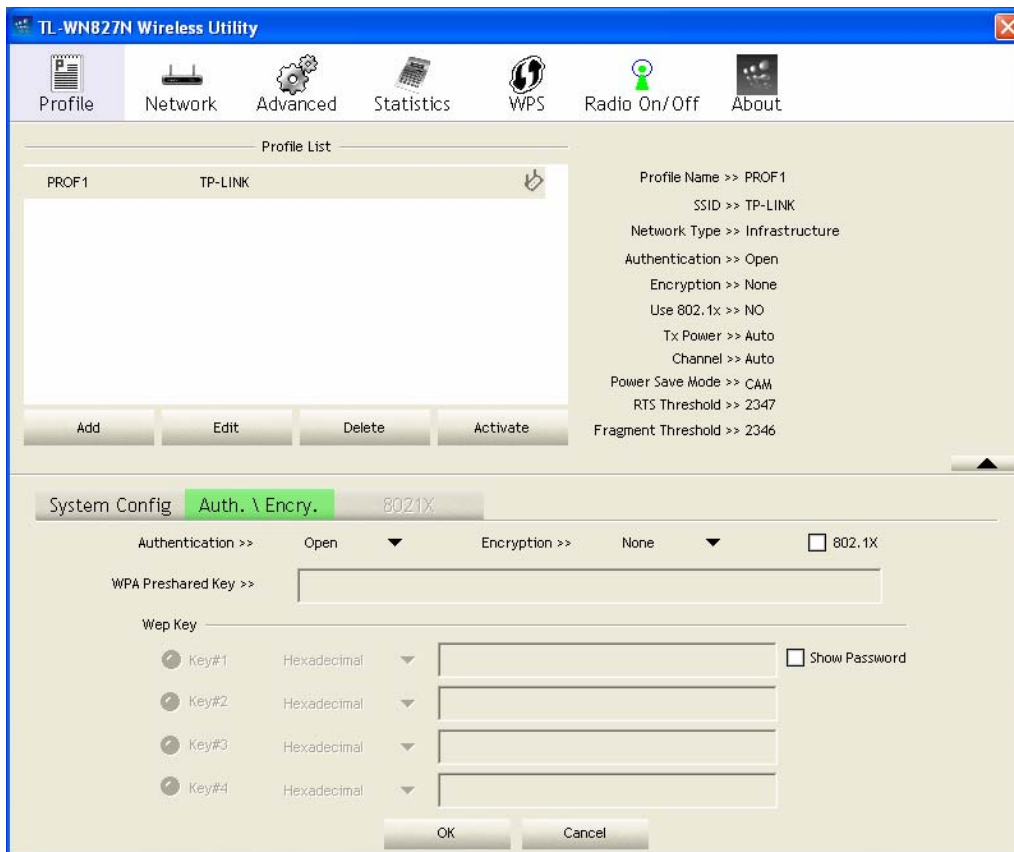 TL-WN827N Wireless Utility
Profile Network Advanced Statistics WPS Radio On/Off About
Profile List
PROF1 TP-LINK
Add Edit Delete Activate
Profile Name >> PROF1
SSID >> TP-LINK
Network Type >> Infrastructure
Authentication >> Open
Encryption >> None
Use 802.1x >> NO
Tx Power >> Auto
Channel >> Auto
Power Save Mode >> CAM
RTS Threshold >> 2347
Fragment Threshold >> 2346
System Config Auth. \ Encry. 8021X
Authentication >> Open Encryption >> None 802.1X
WPA Preshared Key >>
Wep Key
Key#1 Hexadecimal Show Password
Key#2 Hexadecimal
Key#3 Hexadecimal
Key#4 Hexadecimal
OK Cancel